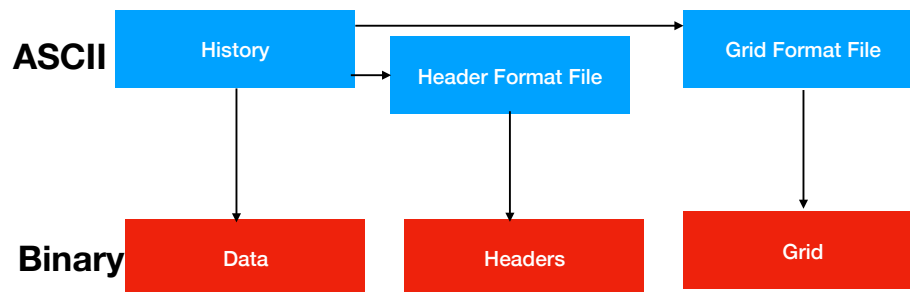 ASCII
History
Header Format File
Grid Format File
Binary
Data
Headers
Grid